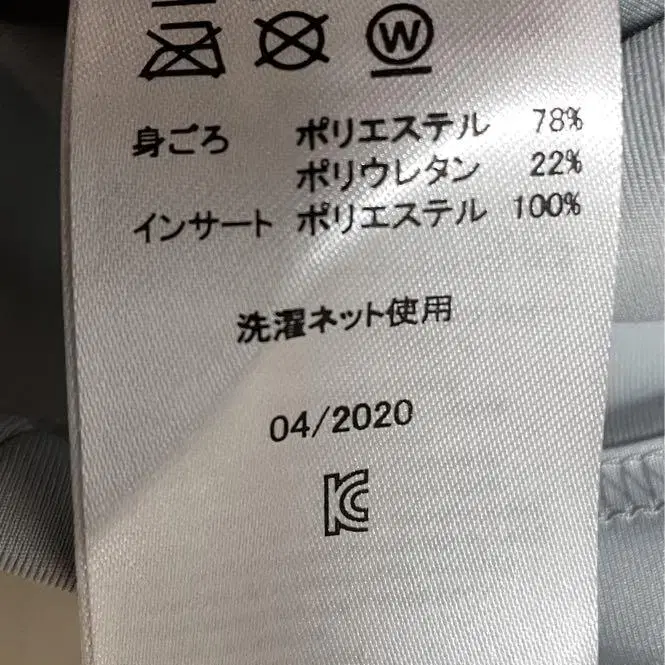 W
身ごろ ポリエステル 78%
ポリウレタン 22%
インサート ポリエステル 100%
洗濯ネット使用
04/2020
KC